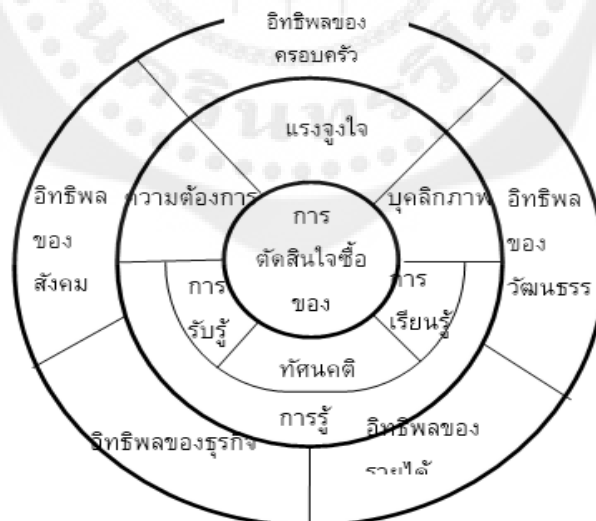 อิทธิพลของ
ครอบครัว
แรงจูงใจ
ความต้องการ
บุคลิกภาพ
อิทธิพล
ของ
สังคม
อิทธิพล
ของ
วัฒนธรร
การ
ตัดสินใจซื้อ
ของ
การ
รับรู้
การ
เรียนรู้
ทัศนคติ
การรู้
อิทธิพลของธุรกิจ
อิทธิพลของ
รายได้